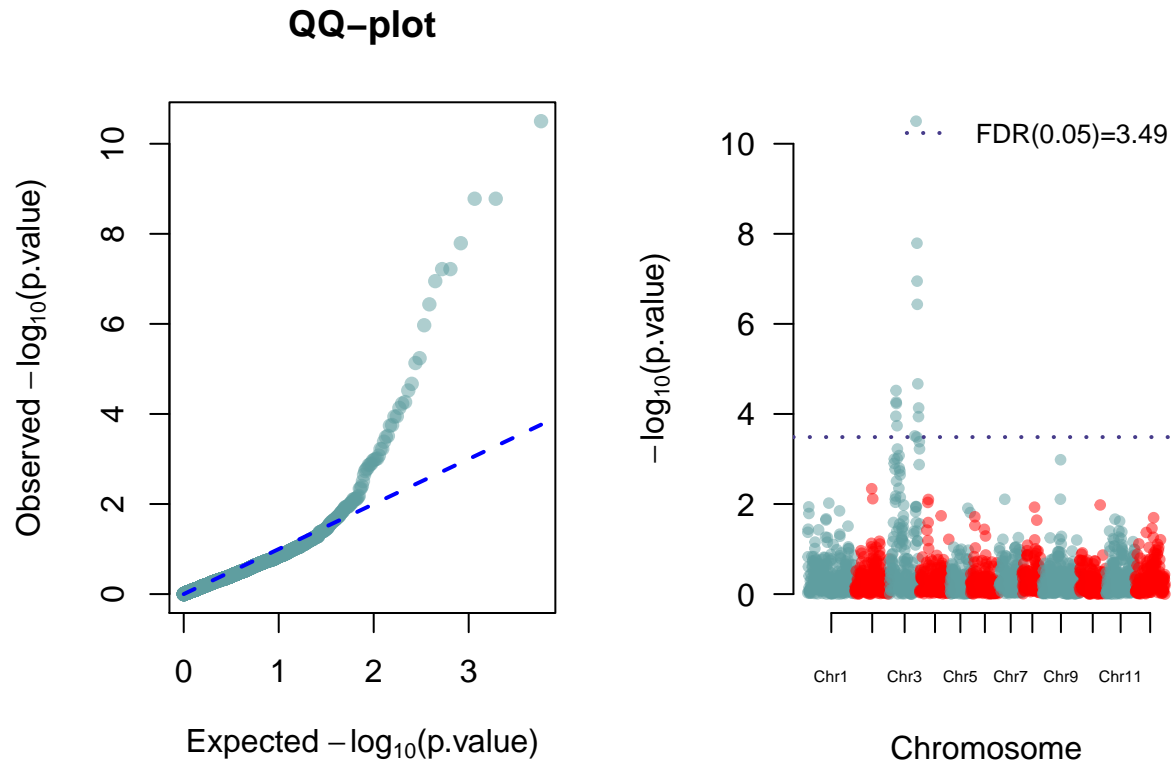 QQ−plot
Observed −log10(p.value)
10
8
6
4
2
0
0 1 2 3
Expected −log10(p.value)
−log10(p.value)
10
8
6
4
2
0
FDR(0.05)=3.49
Chr1 Chr3 Chr5 Chr7 Chr9 Chr11
Chromosome